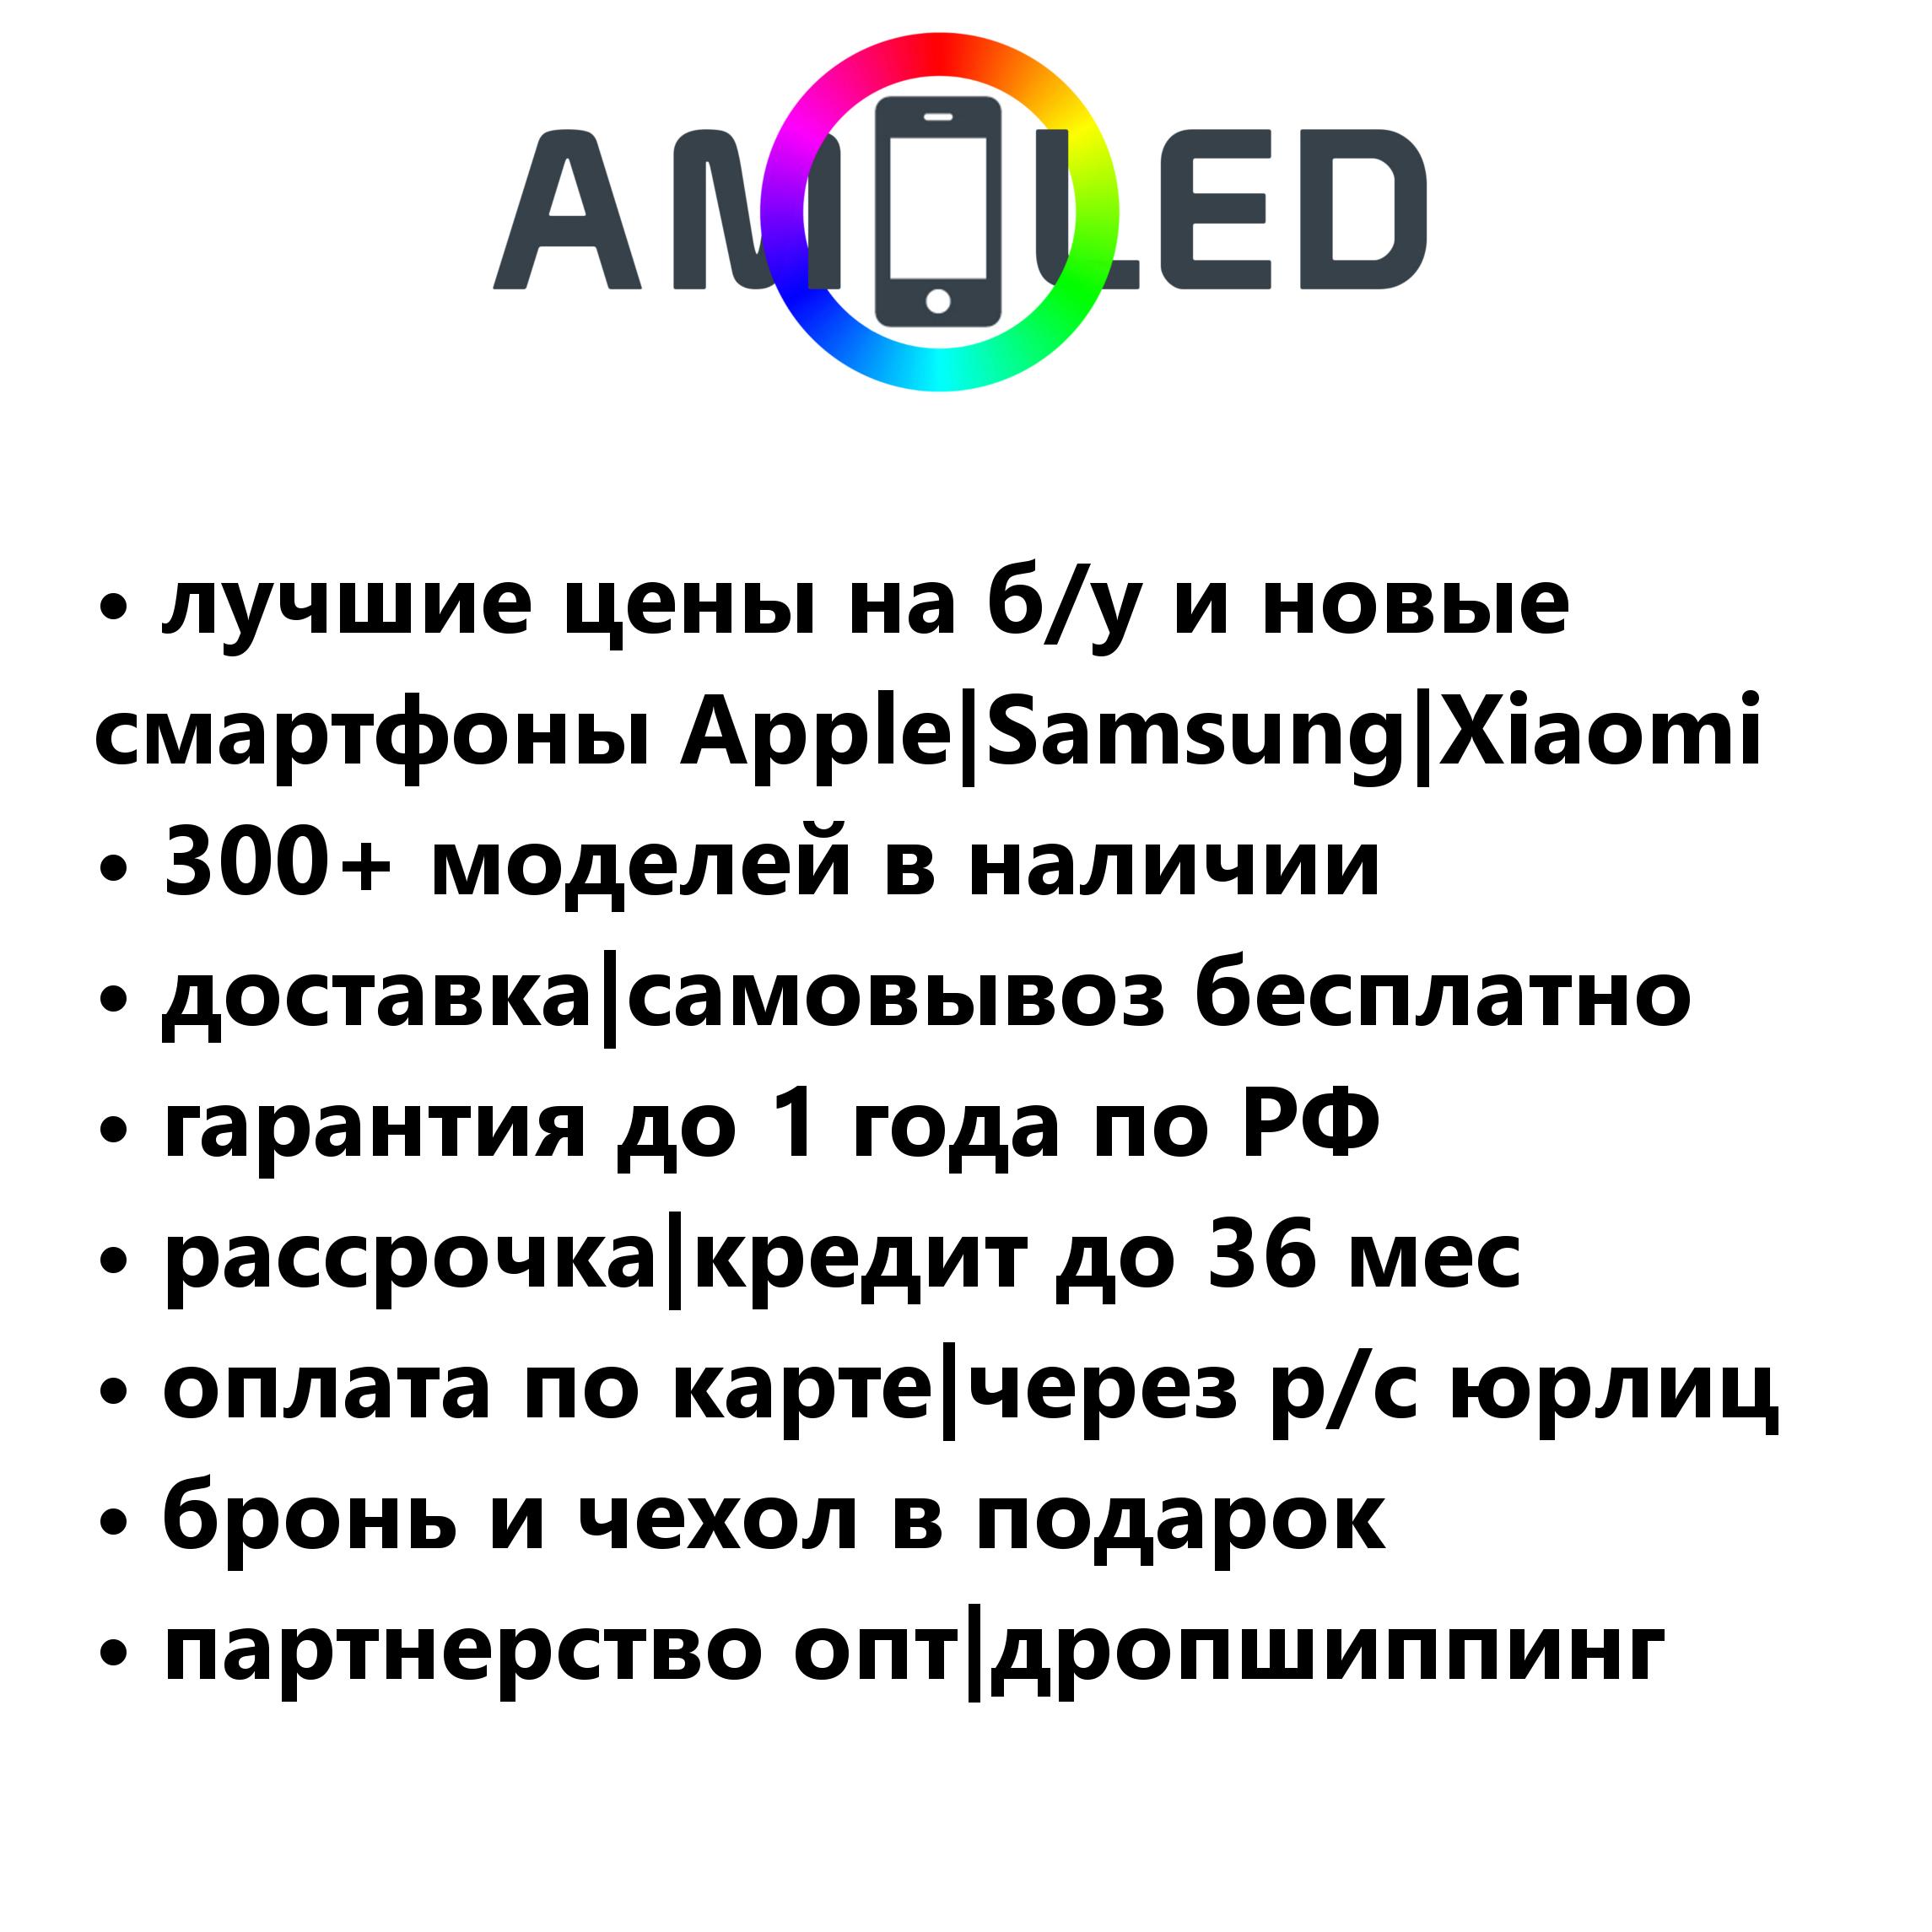 AMOLED
• лучшие цены на б/у и новые
смартфоны Apple|Samsung|Xiaomi
• 300+ моделей в наличии
• доставка|самовывоз бесплатно
• гарантия до 1 года по РФ
• рассрочка|кредит до 36 мес
• оплата по карте|через р/с юрлиц
• бронь и чехол в подарок
• партнерство опт|дропшиппинг